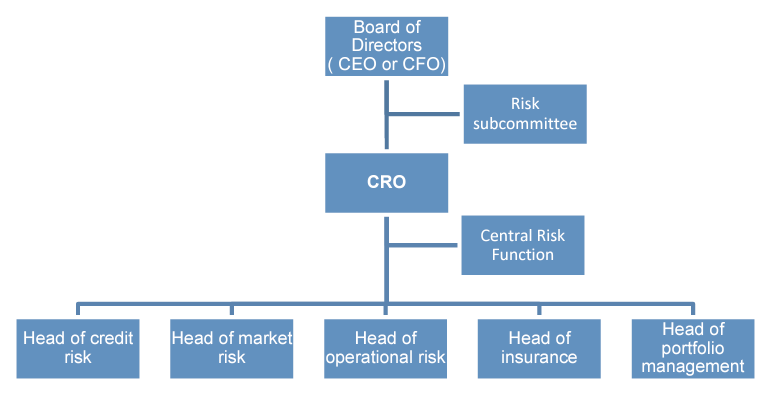 Board of
Directors
( CEO or CFO)
Risk
subcommittee
CRO
Central Risk
Function
Head of credit
risk
Head of market
risk
Head of
operational risk
Head of
insurance
Head of
portfolio
management